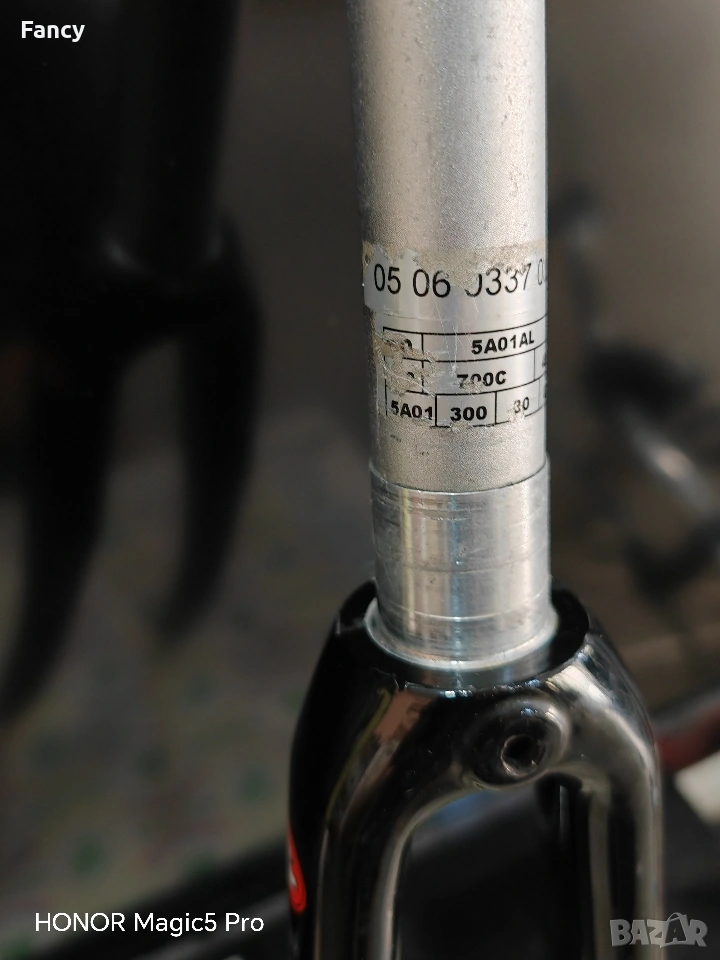 Fancy
05 06 0337
5A01AL
700C
5A01 300 30
HONOR Magic5 Pro
BAZAR